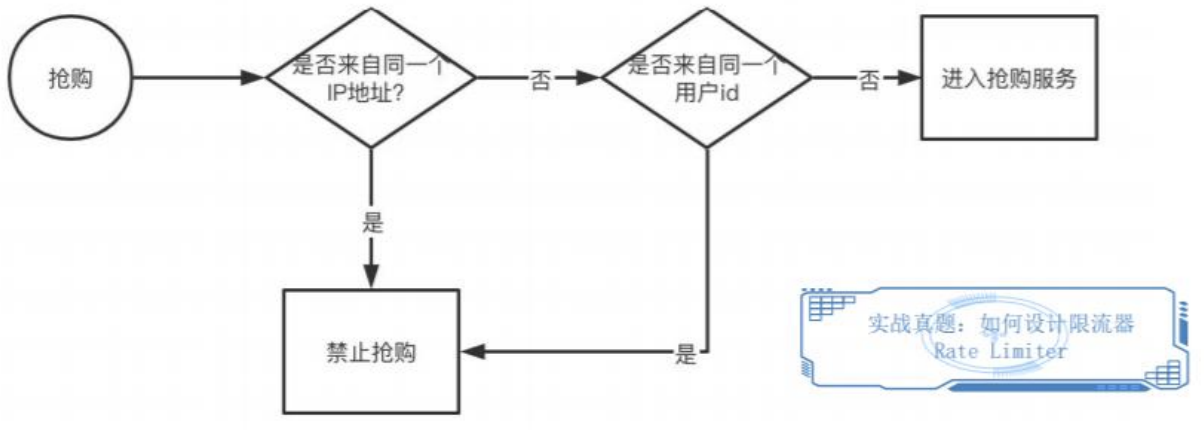 抢购
是否来自同一个
IP地址?
否
是否来自同一个
用户id
否
进入抢购服务
是
禁止抢购
是
实战真题：如何设计限流器
Rate Limiter